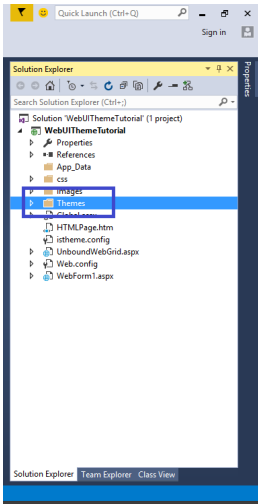 Quick Launch (Ctrl+Q)
Sign in
Solution Explorer
Properties
Search Solution Explorer (Ctrl+;)
Solution 'WebUIThemeTutorial' (1 project)
WebUIThemeTutorial
Properties
References
App_Data
css
Images
Themes
Global.asax
HTMLPage.htm
istheme.config
UnboundWebGrid.aspx
Web.config
WebForm1.aspx
Solution Explorer Team Explorer Class View